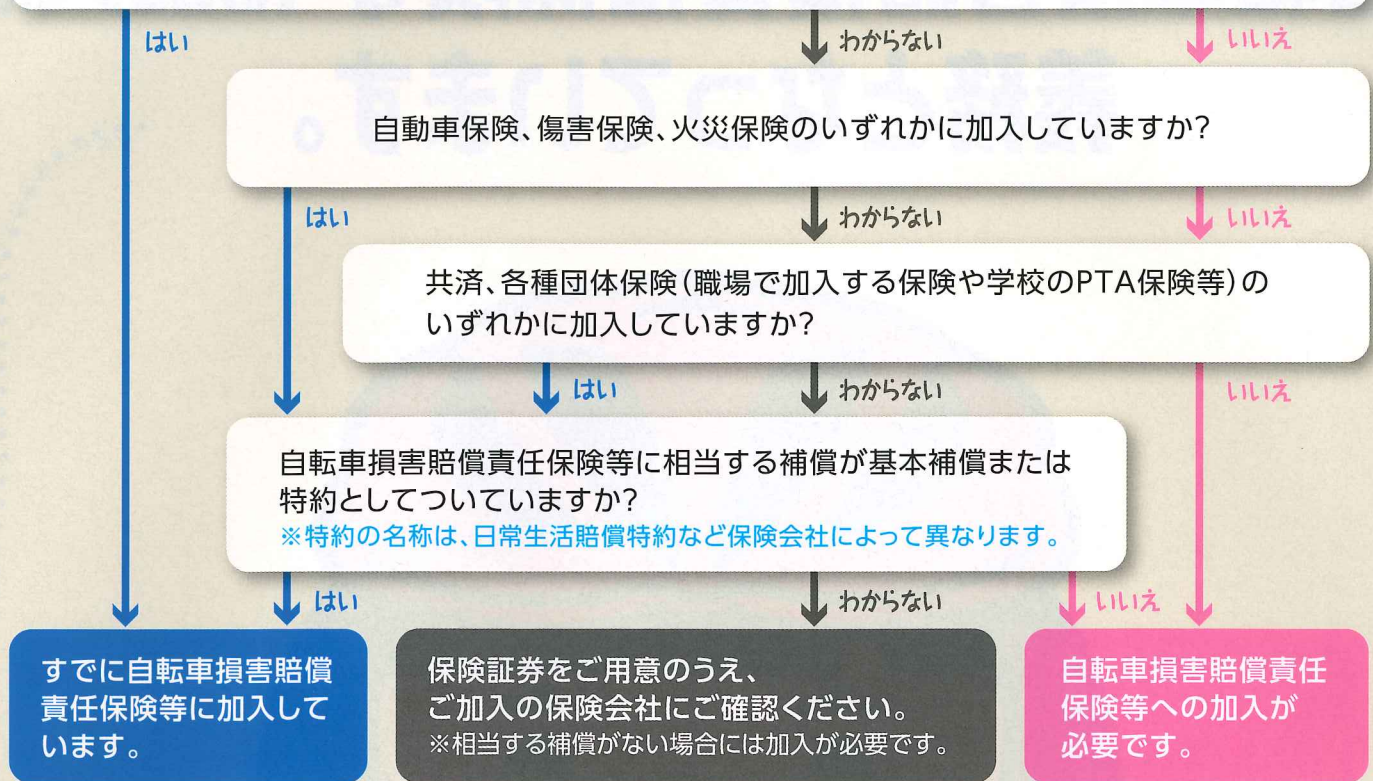 はい
わからない
いいえ
自動車保険、傷害保険、火災保険のいずれかに加入していますか?
はい
わからない
いいえ
共済、各種団体保険(職場で加入する保険や学校のPTA保険等)の
いずれかに加入していますか?
はい
わからない
いいえ
自転車損害賠償責任保険等に相当する補償が基本補償または
特約としてついていますか?
※特約の名称は、日常生活賠償特約など保険会社によって異なります。
はい
わからない
いいえ
すでに自転車損害賠償
責任保険等に加入して
います。
保険証券をご用意のうえ、
ご加入の保険会社にご確認ください。
※相当する補償がない場合には加入が必要です。
自転車損害賠償責任
保険等への加入が
必要です。